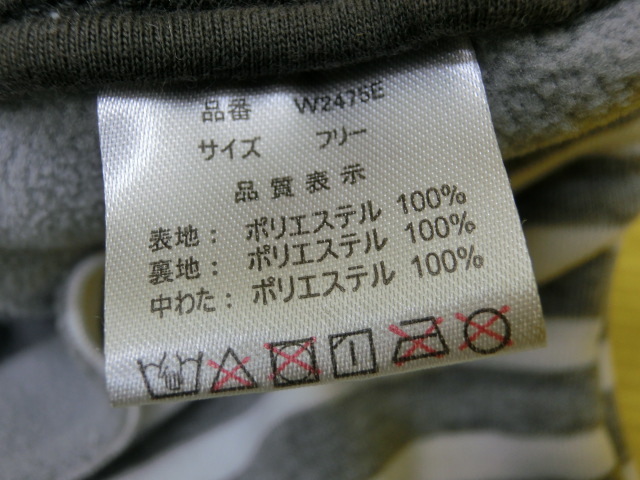 品番 W2475E
サイズ フリー
品質表示
表地： ポリエステル 100%
裏地： ポリエステル 100%
中わた： ポリエステル 100%